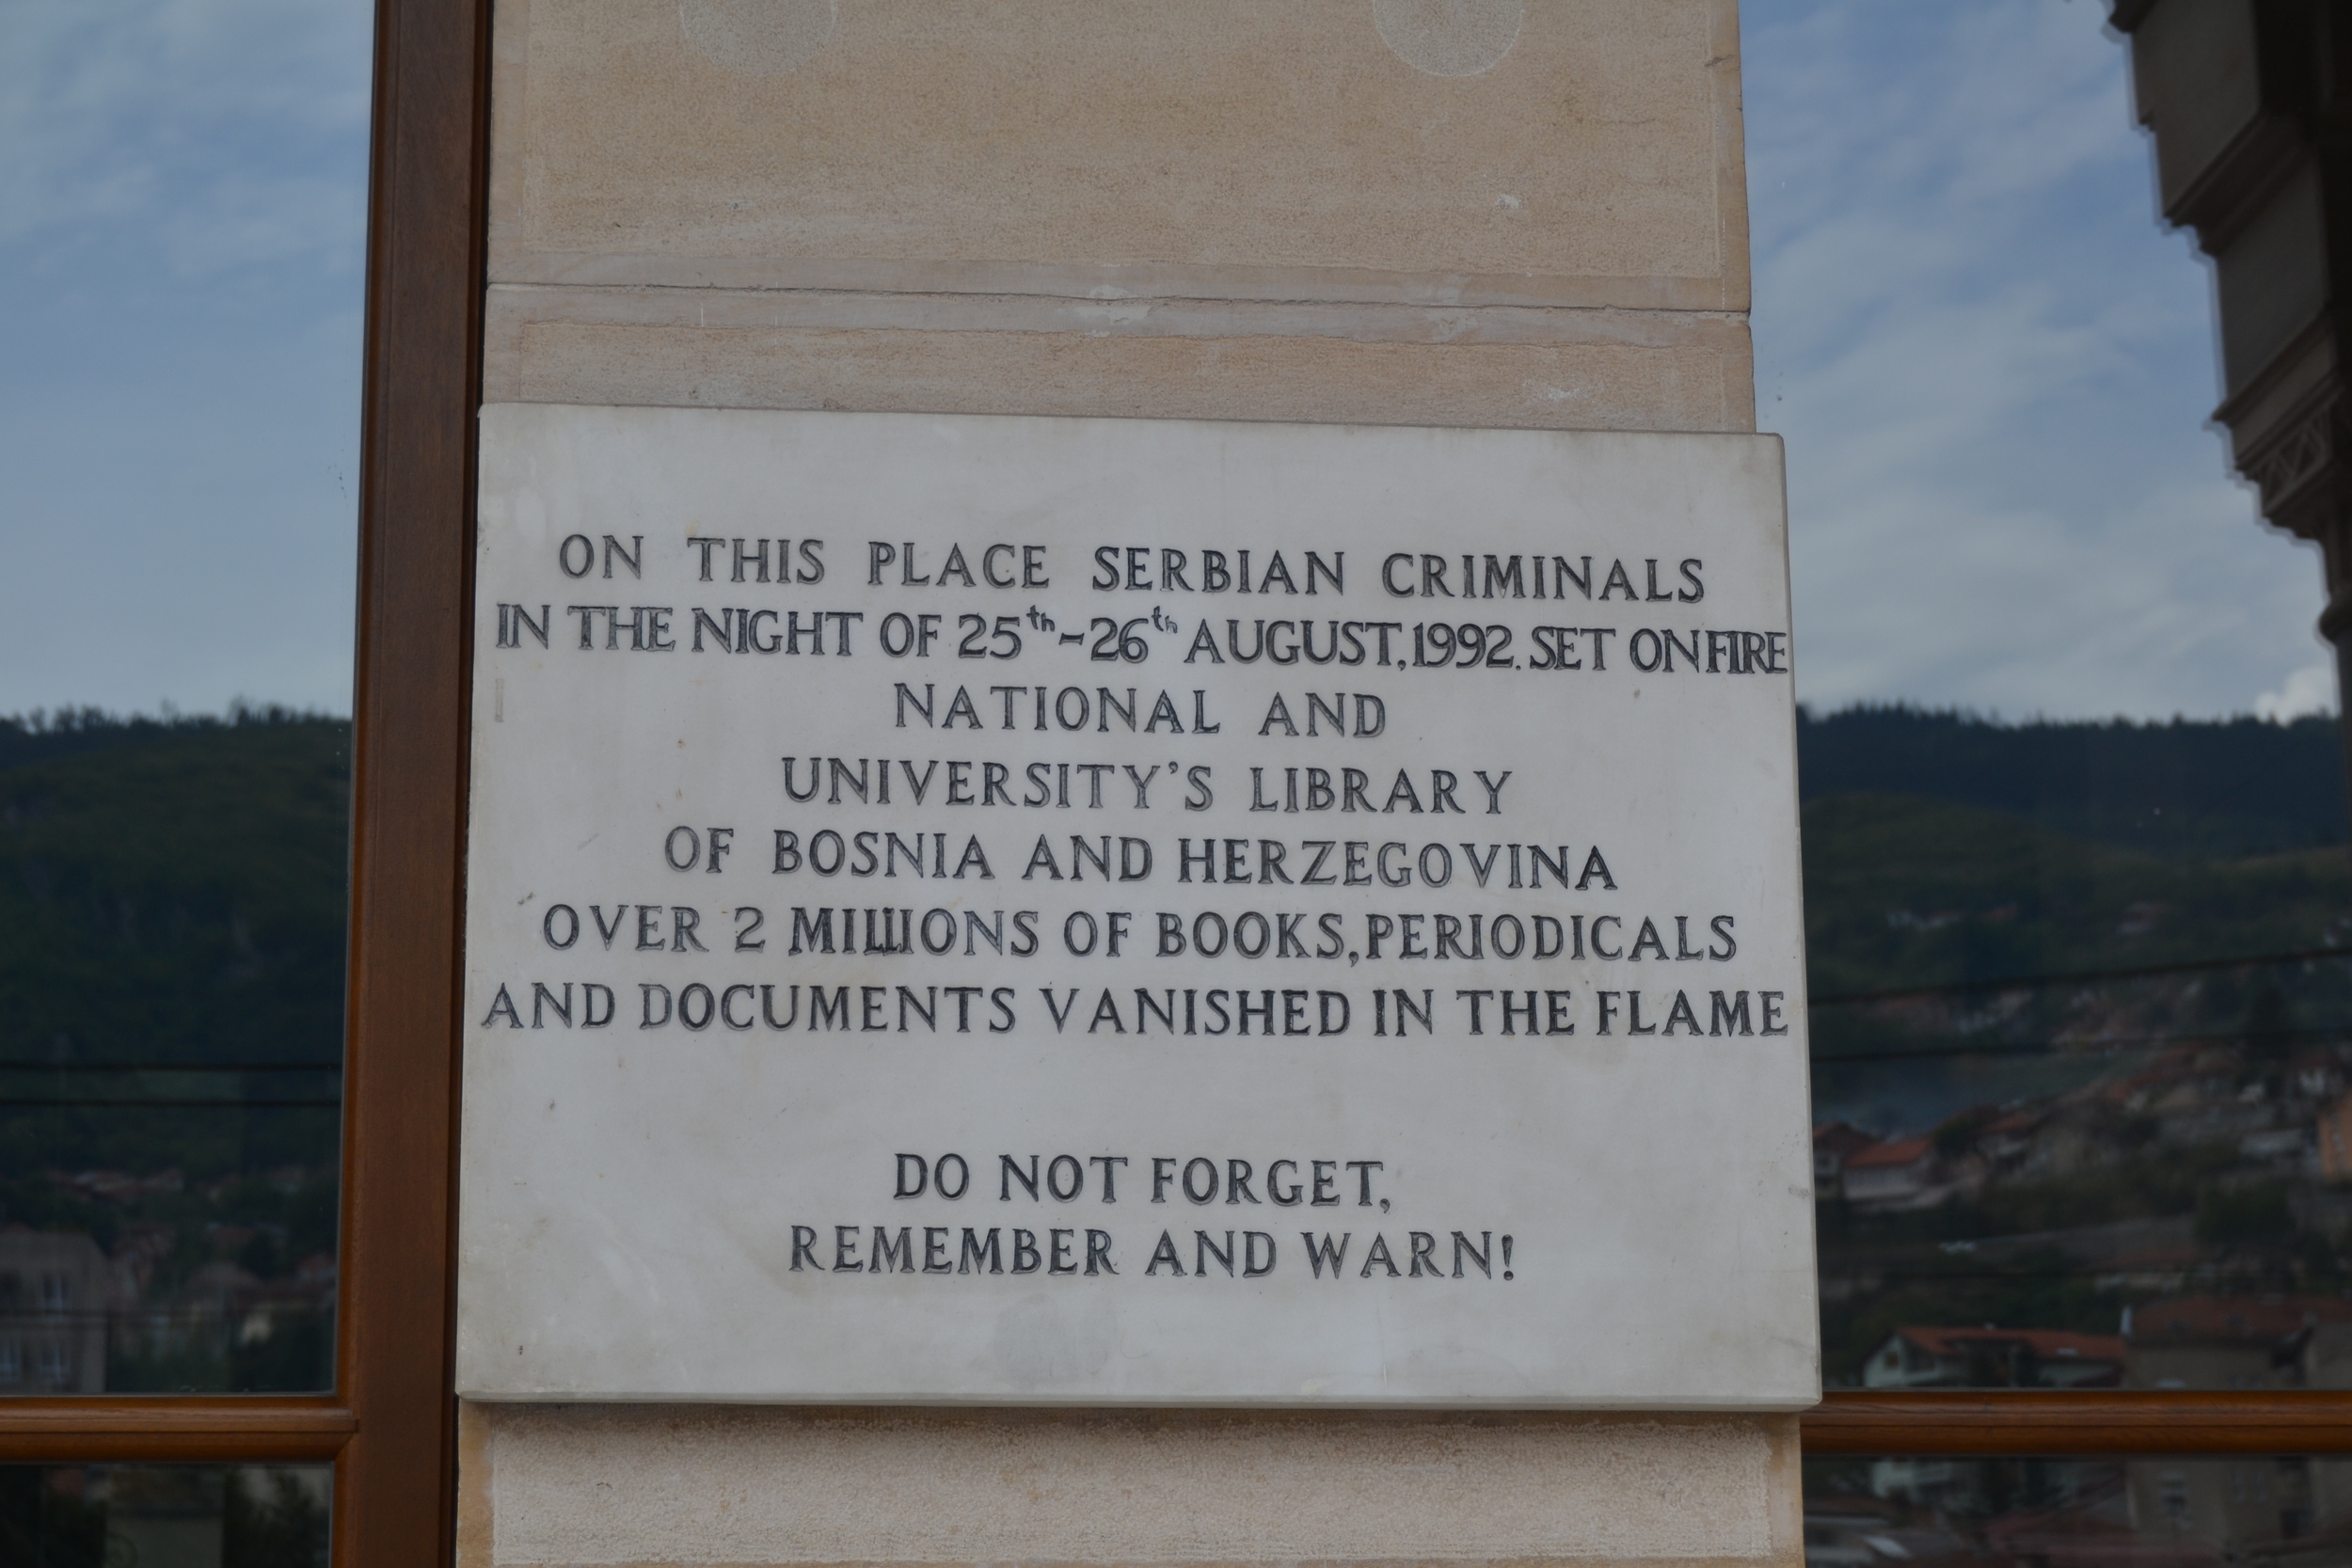 ON THIS PLACE SERBIAN CRIMINALS
IN THE NIGHT OF 25th-26th AUGUST,1992. SET ON FIRE
NATIONAL AND
UNIVERSITY'S LIBRARY
OF BOSNIA AND HERZEGOVINA
OVER 2 MILLIONS OF BOOKS,PERIODICALS
AND DOCUMENTS VANISHED IN THE FLAME
DO NOT FORGET,
REMEMBER AND WARN!